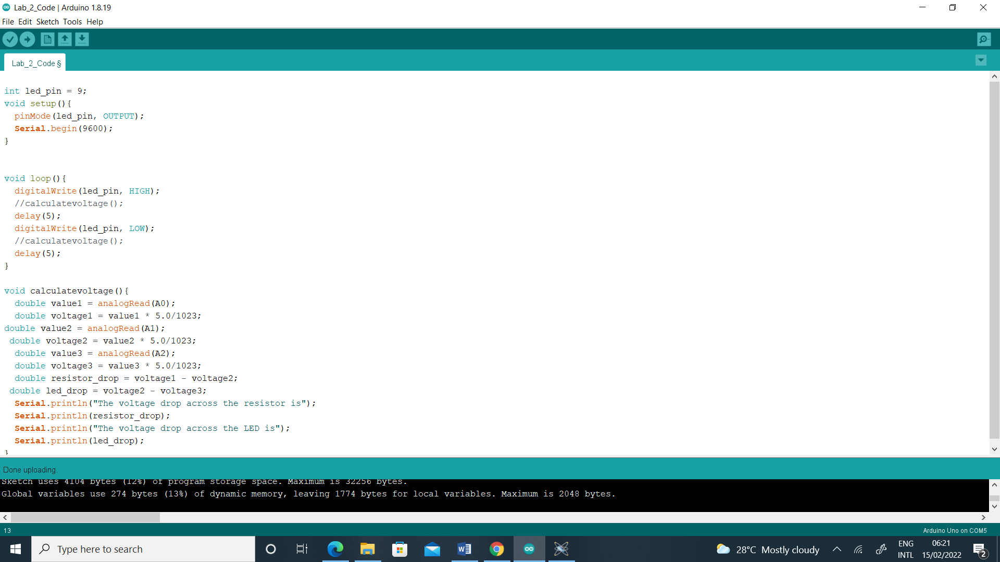 Lab_2_Code | Arduino 1.8.19
File Edit Sketch Tools Help
Lab_2_Code §
int led_pin = 9;
void setup(){
  pinMode(led_pin, OUTPUT);
  Serial.begin(9600);
}
void loop(){
  digitalWrite(led_pin, HIGH);
  //calculatevoltage();
  delay(5);
  digitalWrite(led_pin, LOW);
  //calculatevoltage();
  delay(5);
}
void calculatevoltage(){
  double value1 = analogRead(A0);
  double voltage1 = value1 * 5.0/1023;
double value2 = analogRead(A1);
 double voltage2 = value2 * 5.0/1023;
  double value3 = analogRead(A2);
  double voltage3 = value3 * 5.0/1023;
  double resistor_drop = voltage1 - voltage2;
 double led_drop = voltage2 - voltage3;
  Serial.println("The voltage drop across the resistor is");
  Serial.println(resistor_drop);
  Serial.println("The voltage drop across the LED is");
  Serial.println(led_drop);
}
Done uploading.
Sketch uses 4104 bytes (12%) of program storage space. Maximum is 32256 bytes.
Global variables use 274 bytes (13%) of dynamic memory, leaving 1774 bytes for local variables. Maximum is 2048 bytes.
13
Arduino Uno on COM5
Type here to search
28°C Mostly cloudy
ENG
INTL
06:21
15/02/2022
2